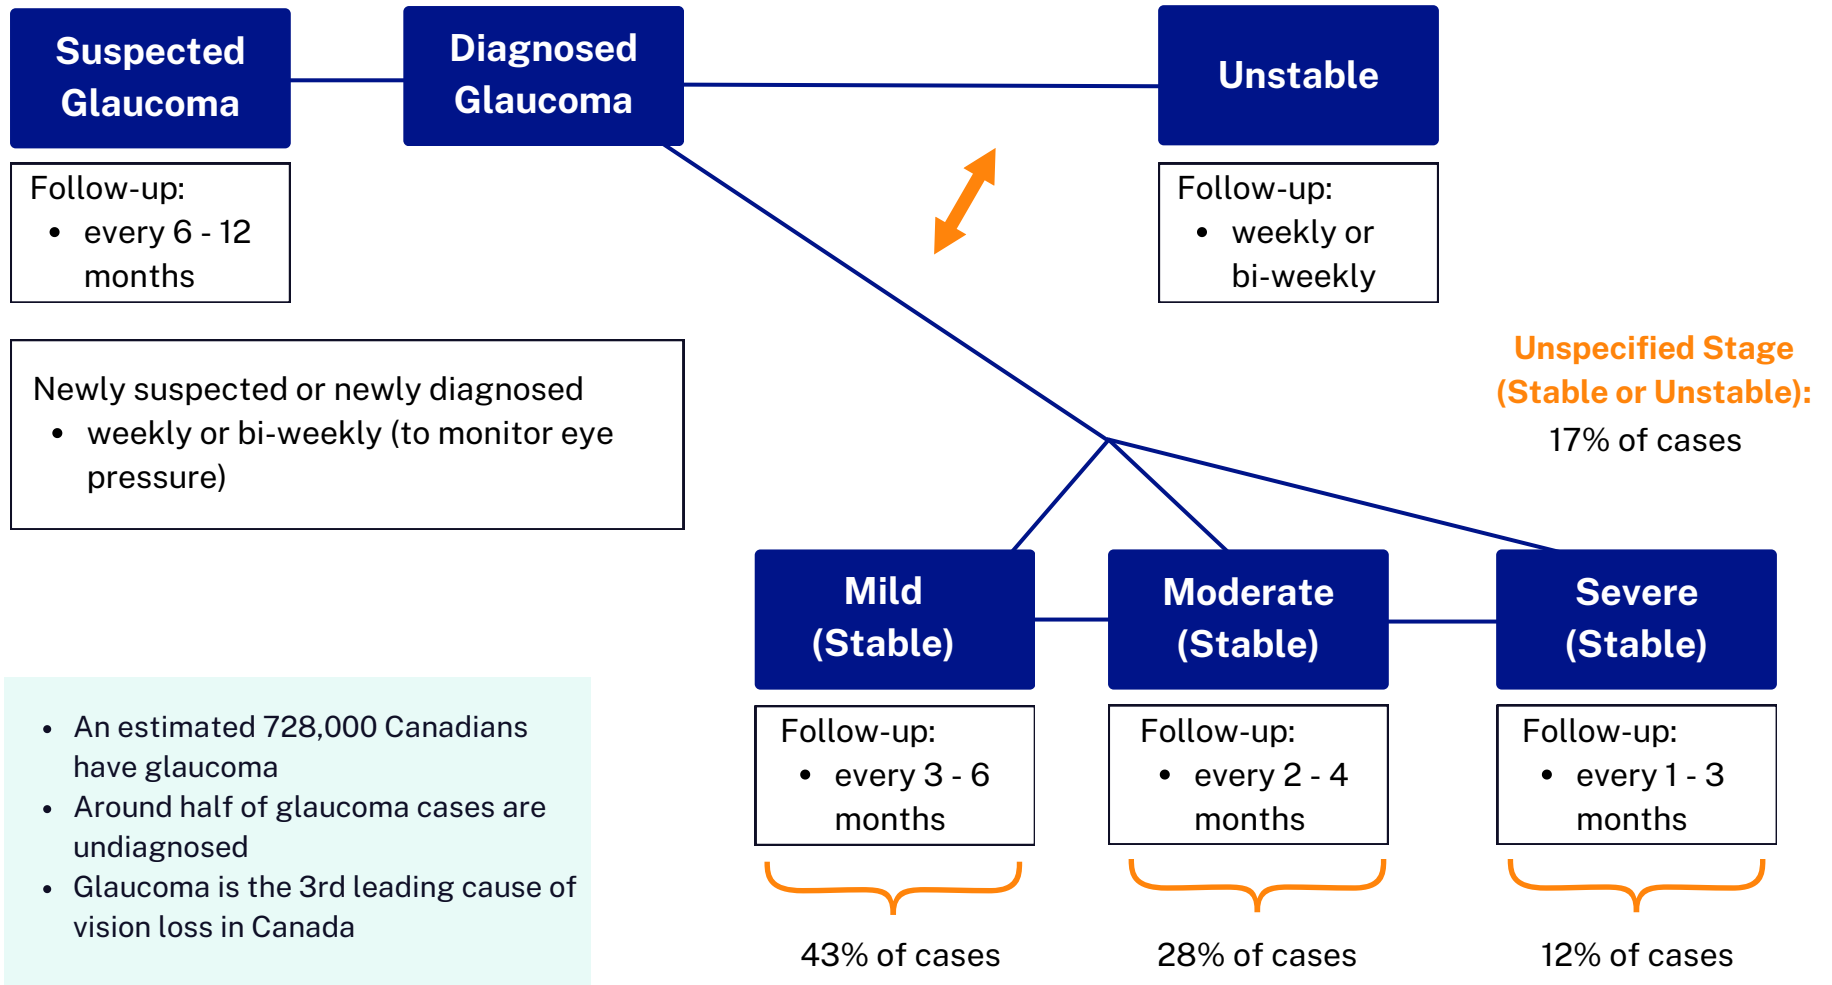 Suspected
Glaucoma
Diagnosed
Glaucoma
Unstable
Follow-up:
• every 6 - 12
months
Follow-up:
• weekly or
bi-weekly
Newly suspected or newly diagnosed
• weekly or bi-weekly (to monitor eye
pressure)
Unspecified Stage
(Stable or Unstable):
17% of cases
Mild
(Stable)
Moderate
(Stable)
Severe
(Stable)
Follow-up:
• every 3 - 6
months
Follow-up:
• every 2 - 4
months
Follow-up:
• every 1 - 3
months
43% of cases
28% of cases
12% of cases
• An estimated 728,000 Canadians
have glaucoma
• Around half of glaucoma cases are
undiagnosed
• Glaucoma is the 3rd leading cause of
vision loss in Canada